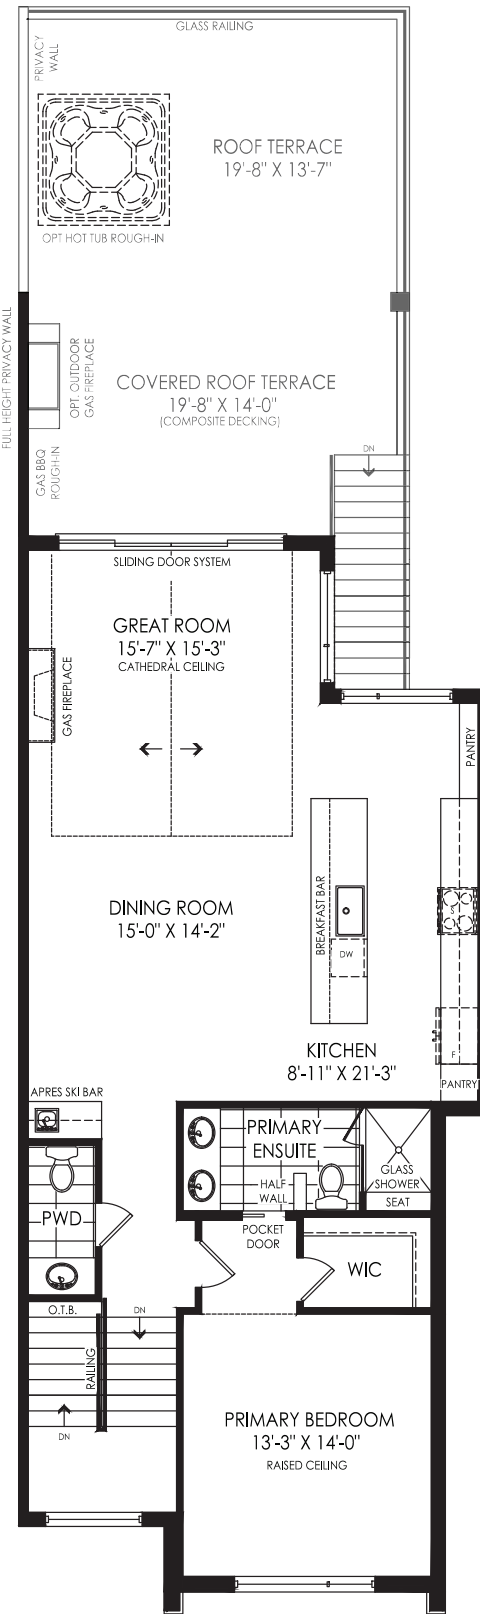 GLASS RAILING
PRIVACY
WALL
ROOF TERRACE
19'-8" X 13'-7"
OPT HOT TUB ROUGH-IN
FULL HEIGHT PRIVACY WALL
OPT. OUTDOOR
GAS FIREPLACE
COVERED ROOF TERRACE
19'-8" X 14'-0"
(COMPOSITE DECKING)
GAS BBQ
ROUGH-IN
DN
SLIDING DOOR SYSTEM
GREAT ROOM
15'-7" X 15'-3"
CATHEDRAL CEILING
GAS FIREPLACE
PANTRY
BREAKFAST BAR
DINING ROOM
15'-0" X 14'-2"
S
DW
KITCHEN
8'-11" X 21'-3"
F
PANTRY
APRES SKI BAR
PRIMARY
ENSUITE
GLASS
SHOWER
SEAT
HALF
WALL
PWD
POCKET
DOOR
WIC
O.T.B.
DN
RAILING
DN
PRIMARY BEDROOM
13'-3" X 14'-0"
RAISED CEILING